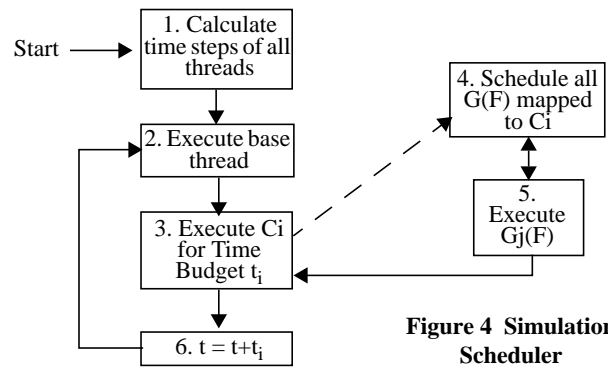 Start
1. Calculate
time steps of all
threads
2. Execute base
thread
3. Execute Ci
for Time
Budget ti
6. t = t+ti
4. Schedule all
G(F) mapped
to Ci
5.
Execute
Gj(F)
Figure 4 Simulation
Scheduler